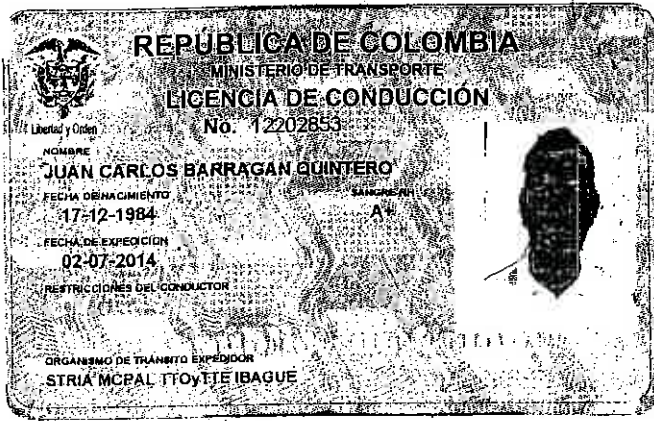 REPUBLICA DE COLOMBIA
MINISTERIO DE TRANSPORTE
LICENCIA DE CONDUCCIÓN
Libertad y Orden
No. 12202853
NOMBRE
JUAN CARLOS BARRAGAN QUINTERO
FECHA DE NACIMIENTO SANGRE RH
17-12-1984 A+
FECHA DE EXPEDICION
02-07-2014
RESTRICCIONES DEL CONDUCTOR
ORGANISMO DE TRÁNSITO EXPEDIDOR
STRIA MCPAL TTOyTTE IBAGUE